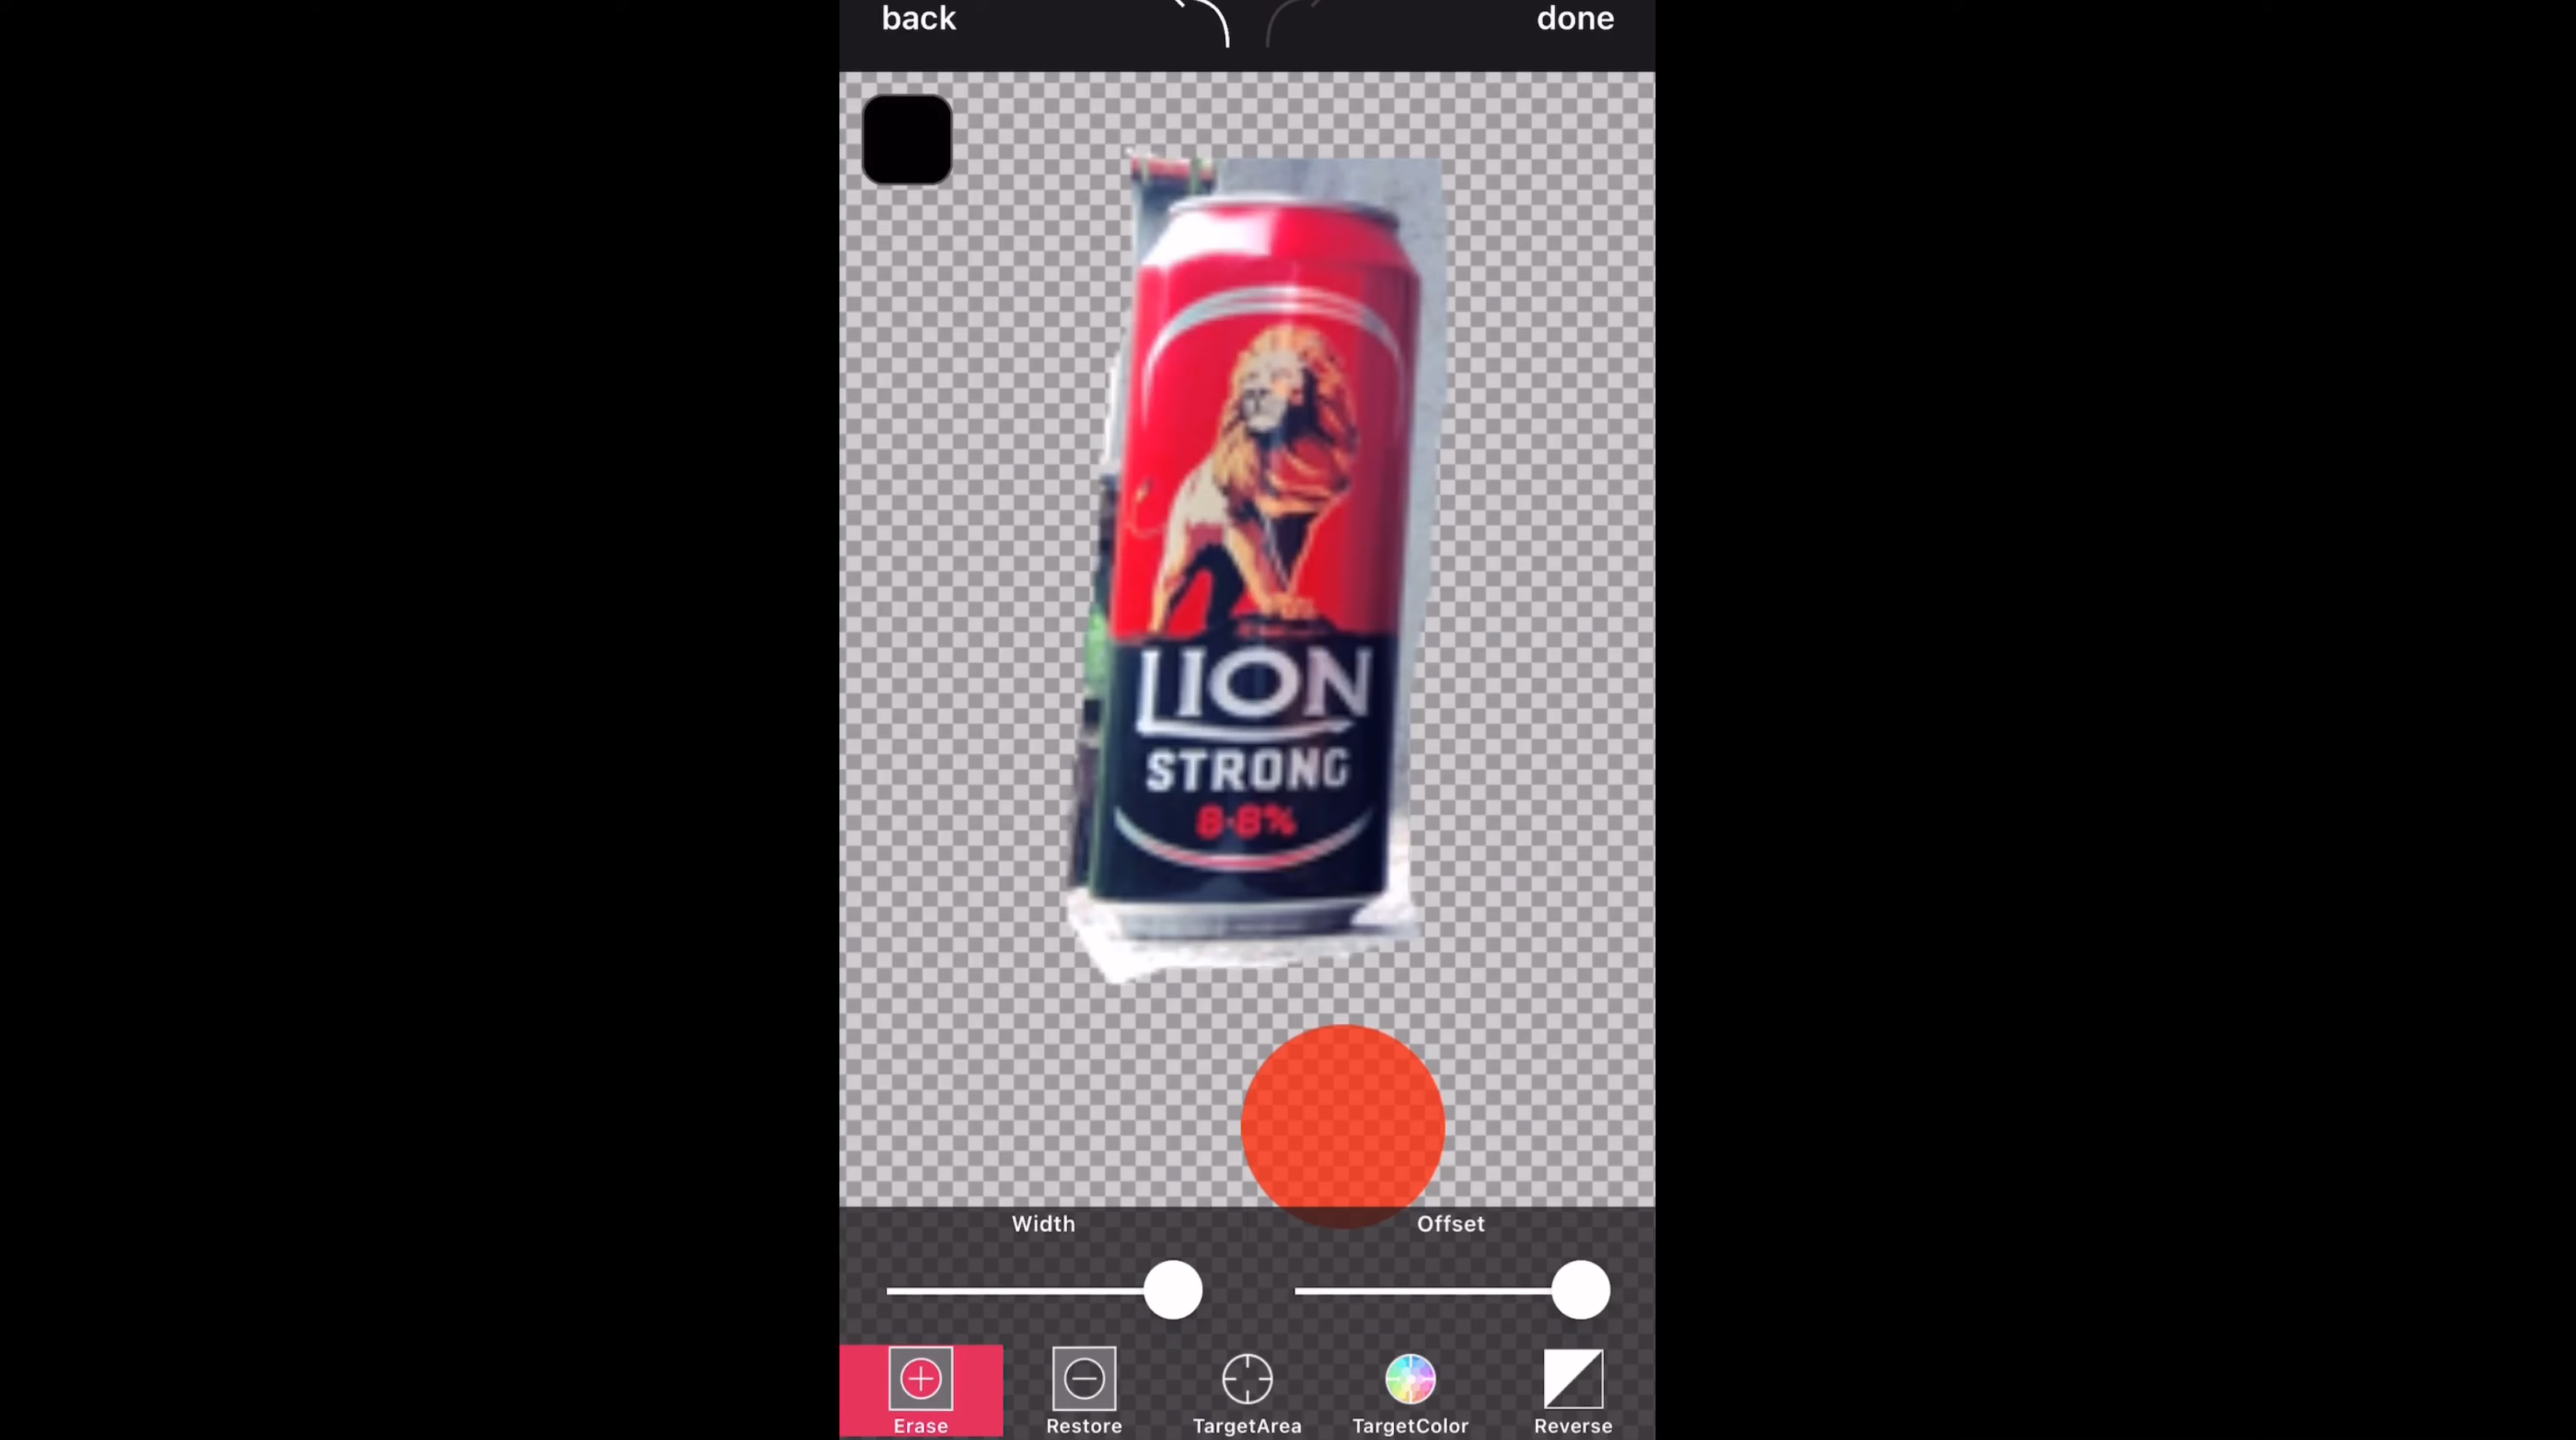 back done
LION
STRONG
8.8%
Width Offset
Erase Restore TargetArea TargetColor Reverse